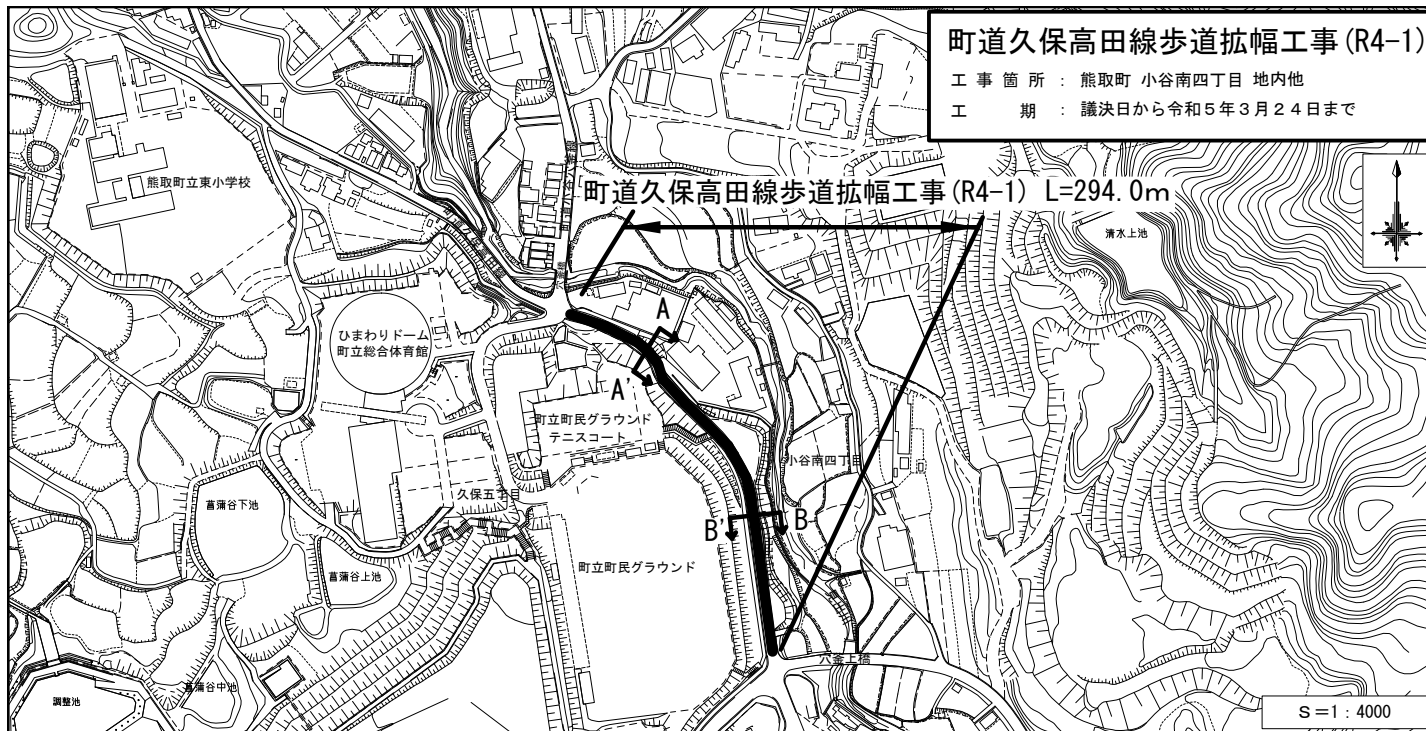 町道久保高田線歩道拡幅工事(R4-1)
工事箇所 : 熊取町 小谷南四丁目 地内他
工期 : 議決日から令和5年3月24日まで
町道久保高田線歩道拡幅工事(R4-1) L=294.0m
熊取町立東小学校
清水上池
ひまわりドーム
町立総合体育館
A
A'
町立町民グラウンド
テニスコート
小谷南四丁目
久保五丁目
菖蒲谷下池
B'
B
町立町民グラウンド
菖蒲谷上池
穴釜上橋
菖蒲谷中池
調整池
S=1:4000